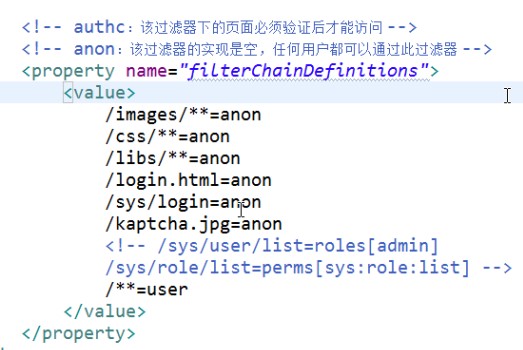 <!-- authc：该过滤器下的页面必须验证后才能访问 -->
<!-- anon：该过滤器的实现是空，任何用户都可以通过此过滤器 -->
<property name="filterChainDefinitions">
<value>
/images/**=anon
/css/**=anon
/libs/**=anon
/login.html=anon
/sys/login=anon
/kaptcha.jpg=anon
<!-- /sys/user/list=roles[admin]
/sys/role/list=perms[sys:role:list] -->
/**=user
</value>
</property>